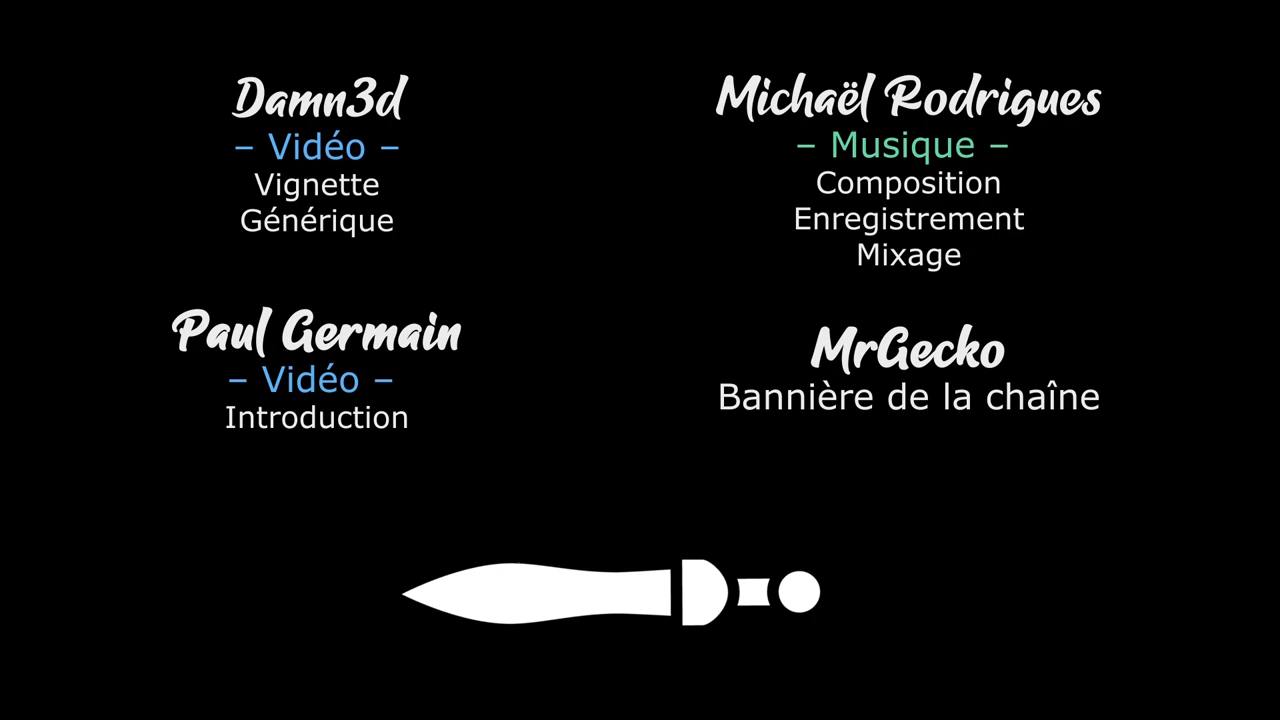 Damn3d
– Vidéo –
Vignette
Générique
Michaël Rodrigues
– Musique –
Composition
Enregistrement
Mixage
Paul Germain
– Vidéo –
Introduction
MrGecko
Bannière de la chaîne